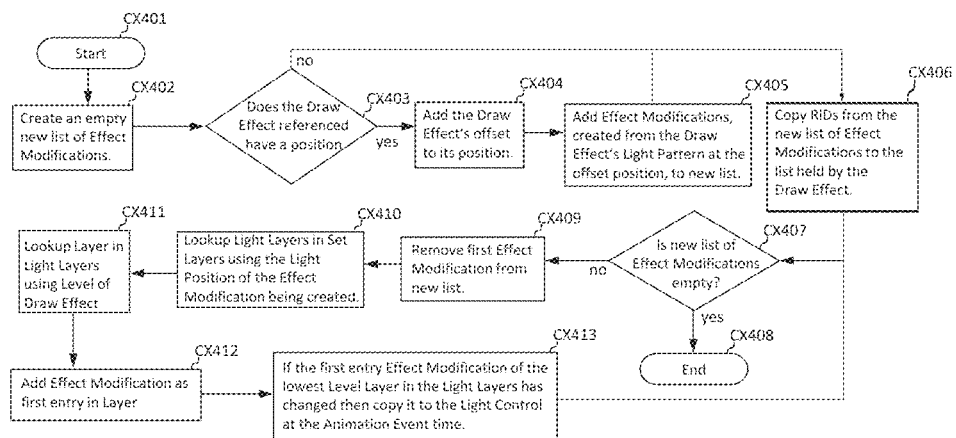 CX401
Start
CX402
Create an empty
new list of Effect
Modifications.
CX403
Does the Draw
Effect referenced
have a position
no
yes
CX404
Add the Draw
Effect's offset
to its position.
CX405
Add Effect Modifications,
created from the Draw
Effect's Light Pattern at the
offset position, to new list.
CX406
Copy RIDs from the
new list of Effect
Modifications to the
list held by the
Draw Effect.
CX407
Is new list of
Effect Modifications
empty?
no
yes
CX408
End
CX409
Remove first Effect
Modification from
new list.
CX410
Lookup Light Layers in Set
Layers using the Light
Position of the Effect
Modification being created.
CX411
Lookup Layer in
Light Layers
using Level of
Draw Effect
CX412
Add Effect Modification as
first entry in Layer
CX413
If the first entry Effect Modification of the
lowest Level Layer in the Light Layers has
changed then copy it to the Light Control
at the Animation Event time.